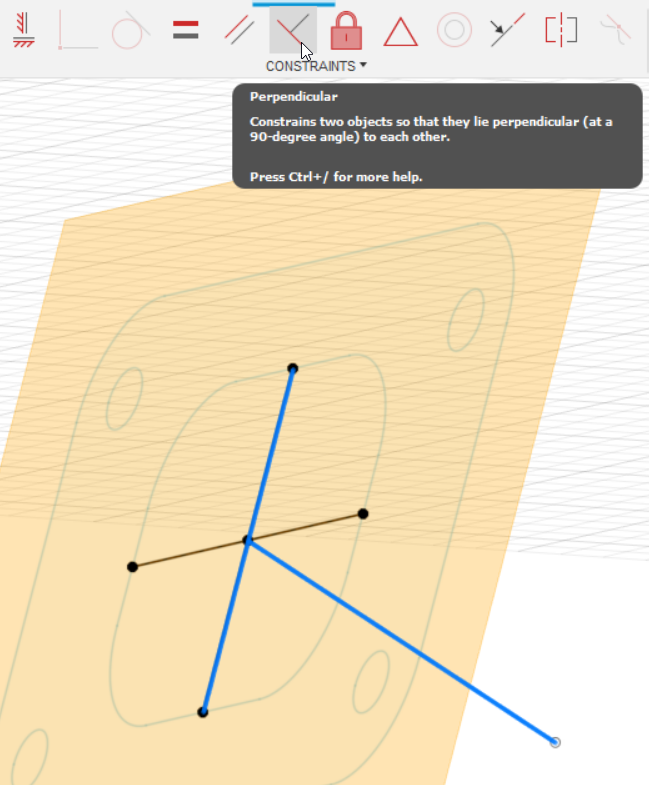 CONSTRAINTS
Perpendicular
Constrains two objects so that they lie perpendicular (at a
90-degree angle) to each other.
Press Ctrl+/ for more help.